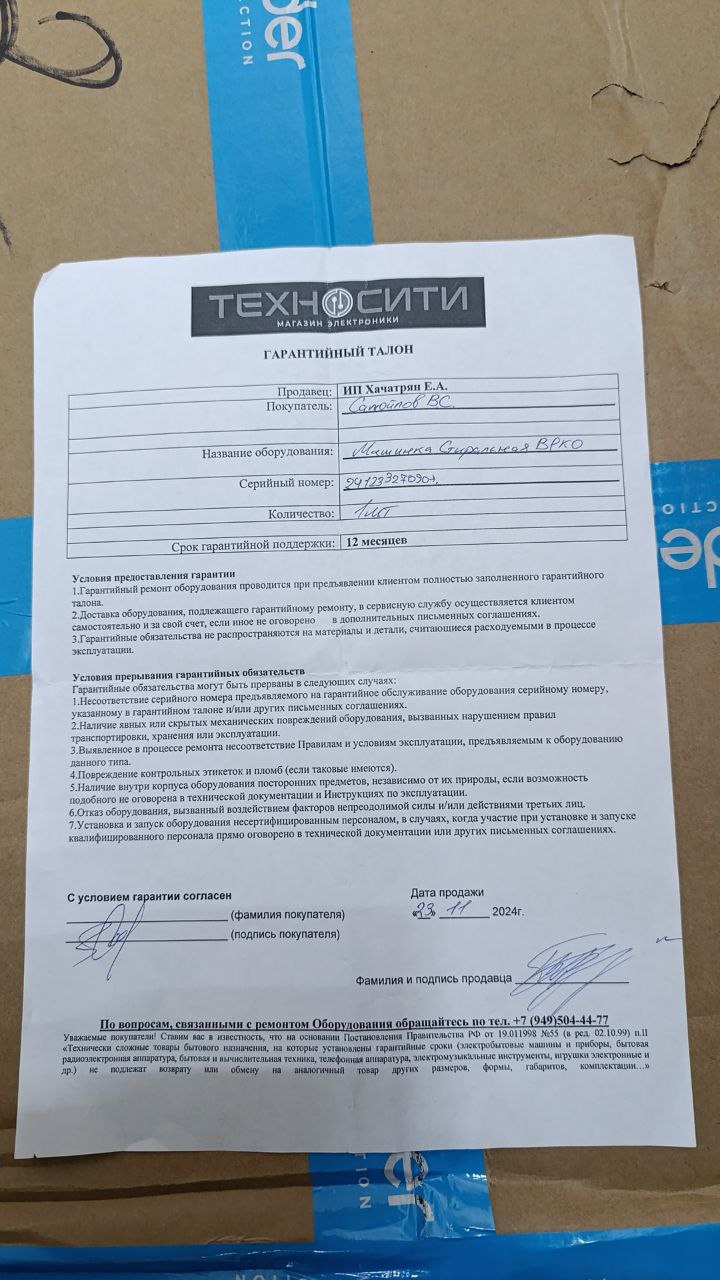 der
CTION
ТЕХНОСИТИ
МАГАЗИН ЭЛЕКТРОНИКИ
ГАРАНТИЙНЫЙ ТАЛОН
Продавец: ИП Хачатрян Е.А.
Покупатель: Самойлов ВС.
Название оборудования: Машинка Стиральная
Серийный номер:
Количество: 1шт
Срок гарантийной поддержки: 12 месяцев
Условия предоставления гарантии
1.Гарантийный ремонт оборудования проводится при предъявлении клиентом полностью заполненного гарантийного
талона.
2.Доставка оборудования, подлежащего гарантийному ремонту, в сервисную службу осуществляется клиентом
самостоятельно и за свой счет, если иное не оговорено в дополнительных письменных соглашениях.
3.Гарантийные обязательства не распространяются на материалы и детали, считающиеся расходуемыми в процессе
эксплуатации.
Условия прерывания гарантийных обязательств
Гарантийные обязательства могут быть прерваны в следующих случаях:
1.Несоответствие серийного номера предъявляемого на гарантийное обслуживание оборудования серийному номеру,
указанному в гарантийном талоне и/или других письменных соглашениях.
2.Наличие явных или скрытых механических повреждений оборудования, вызванных нарушением правил
транспортировки, хранения или эксплуатации.
3.Выявленное в процессе ремонта несоответствие Правилам и условиям эксплуатации, предъявляемым к оборудованию
данного типа.
4.Повреждение контрольных этикеток и пломб (если таковые имеются).
5.Наличие внутри корпуса оборудования посторонних предметов, независимо от их природы, если возможность
подобного не оговорена в технической документации и Инструкциях по эксплуатации.
6.Отказ оборудования, вызванный воздействием факторов непреодолимой силы и/или действиями третьих лиц.
7.Установка и запуск оборудования несертифицированным персоналом, в случаях, когда участие при установке и запуске
квалифицированного персонала прямо оговорено в технической документации или других письменных соглашениях.
С условием гарантии согласен
(фамилия покупателя)
(подпись покупателя)
Дата продажи
«23» 11 2024г.
Фамилия и подпись продавца
По вопросам, связанными с ремонтом Оборудования обращайтесь по тел. +7 (949)504-44-77
Уважаемые покупатели! Ставим вас в известность, что на основании Постановления Правительства РФ от 19.011998 №55 (в ред. 02.10.99) п.11
«Технически сложные товары бытового назначения, на которые установлены гарантийные сроки (электробытовые машины и приборы, бытовая
радиоэлектронная аппаратура, бытовая и вычислительная техника, телефонная аппаратура, электромузыкальные инструменты, игрушки электронные и
др.) не подлежат возврату или обмену на аналогичный товар других размеров, формы, габаритов, комплектации…»
der
CTION
er
TION